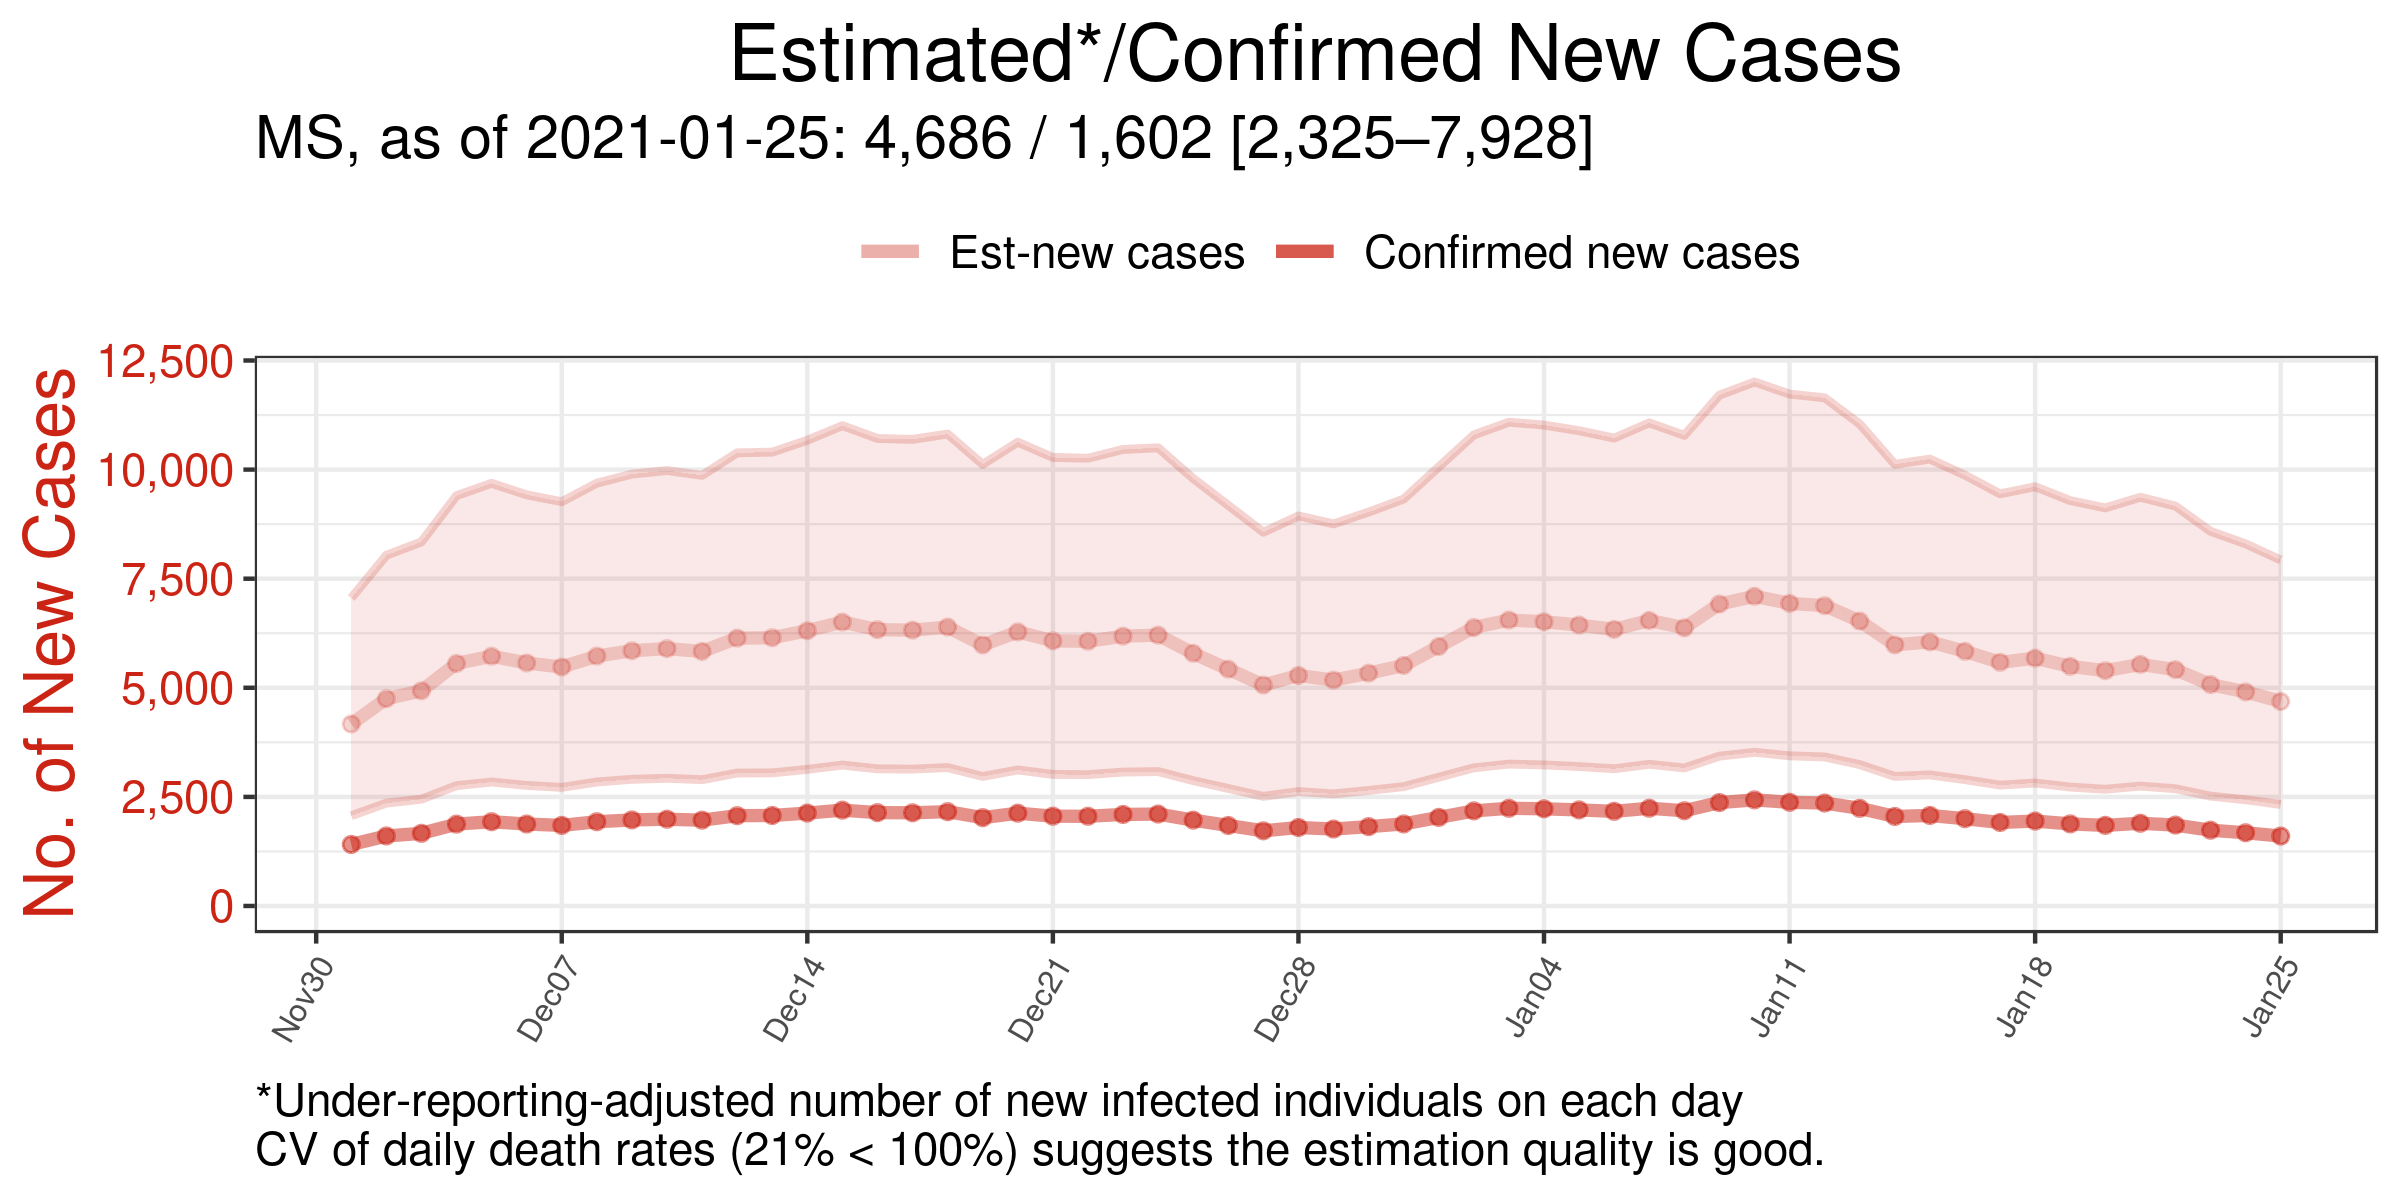 Estimated*/Confirmed New Cases
MS, as of 2021-01-25: 4,686 / 1,602 [2,325–7,928]
Est-new cases
Confirmed new cases
No. of New Cases
12,500
10,000
7,500
5,000
2,500
0
Nov30
Dec07
Dec14
Dec21
Dec28
Jan04
Jan11
Jan18
Jan25
*Under-reporting-adjusted number of new infected individuals on each day
CV of daily death rates (21% < 100%) suggests the estimation quality is good.